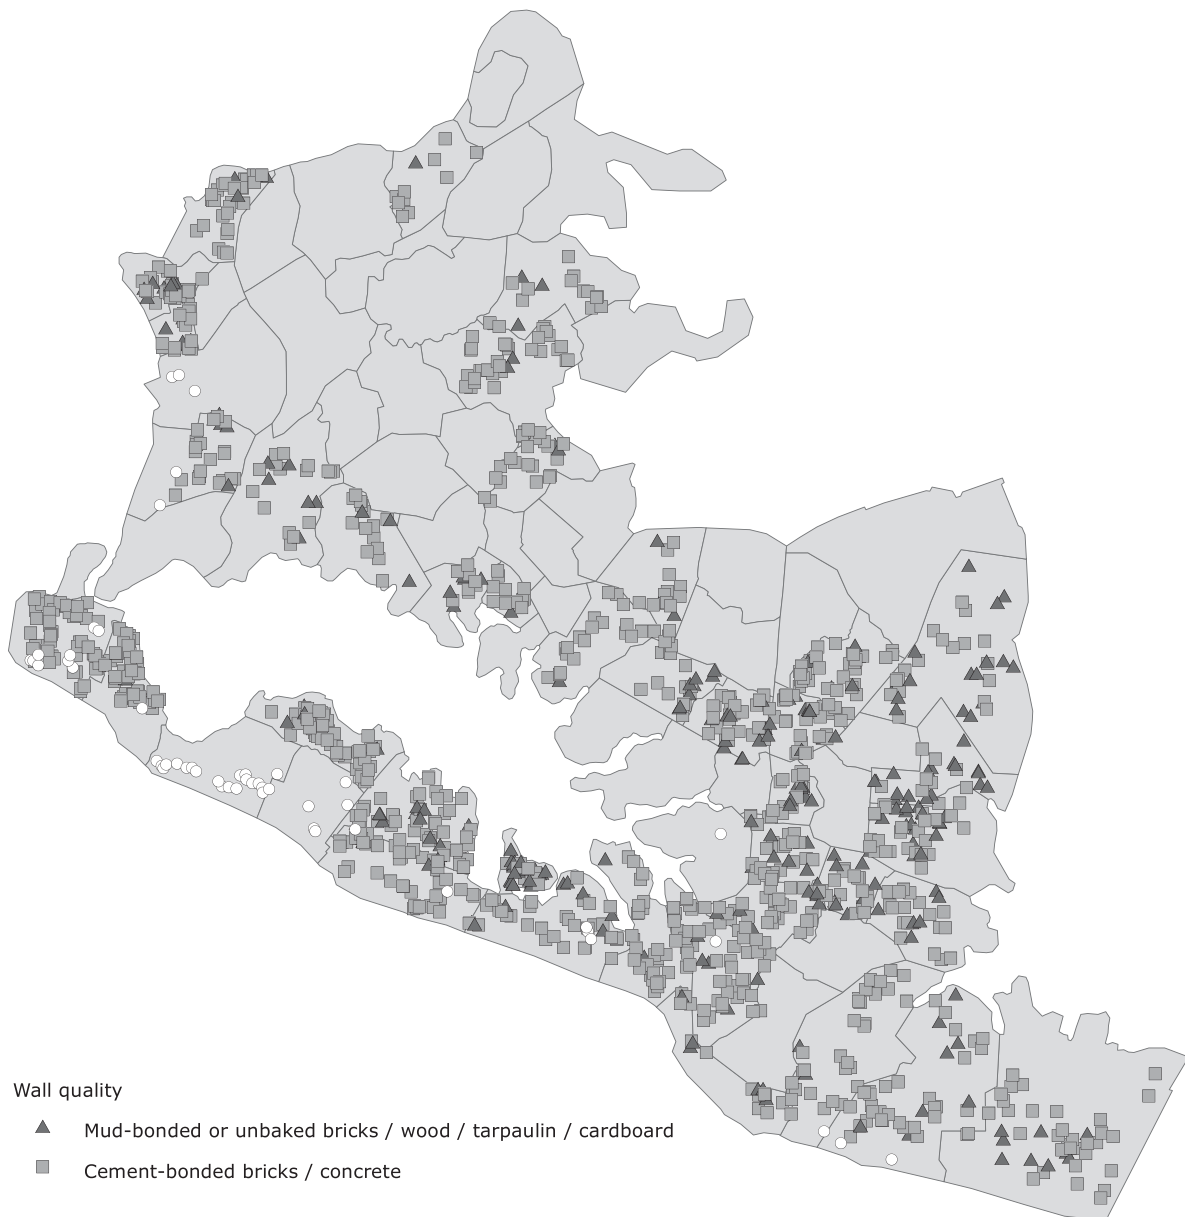 Wall quality
Mud-bonded or unbaked bricks / wood / tarpaulin / cardboard
Cement-bonded bricks / concrete